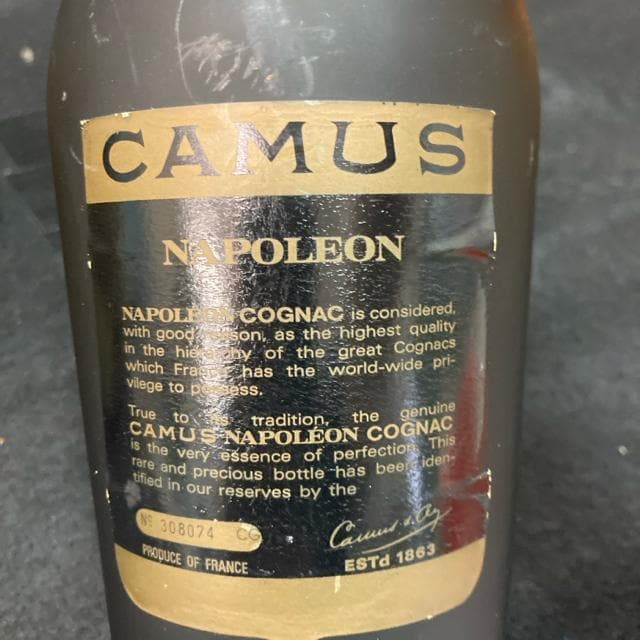 CAMUS
NAPOLEON
NAPOLEON COGNAC is considered,
with good reason, as the highest quality
in the hierarchy of the great Cognacs
which France has the world-wide pri-
vilege to possess.
True to its tradition, the genuine
CAMUS NAPOLÉON COGNAC
is the very essence of perfection. This
rare and precious bottle has been iden-
tified in our reserves by the
Nº 308074 CG
PRODUCE OF FRANCE
Camus & Cy
ESTd 1863